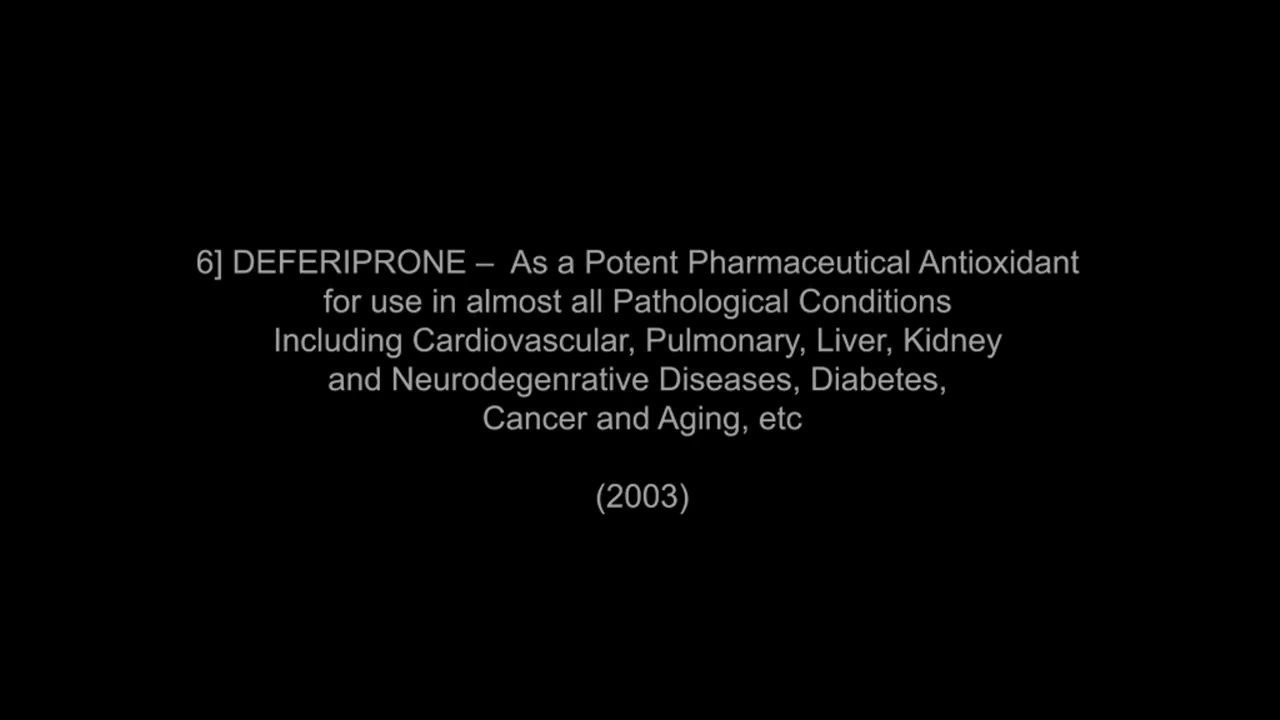 6] DEFERIPRONE – As a Potent Pharmaceutical Antioxidant
for use in almost all Pathological Conditions
Including Cardiovascular, Pulmonary, Liver, Kidney
and Neurodegenrative Diseases, Diabetes,
Cancer and Aging, etc
(2003)